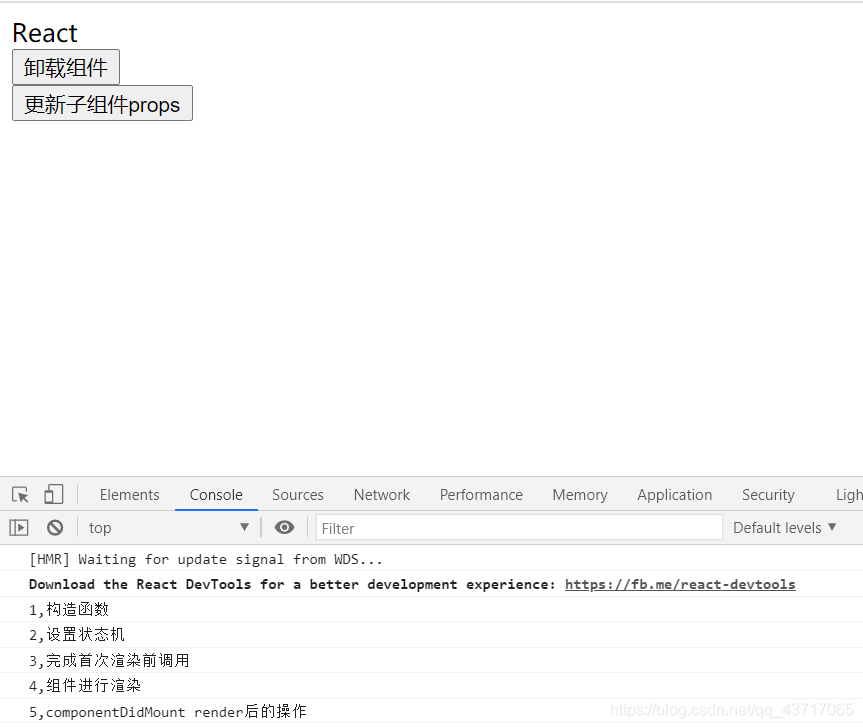 React
卸载组件
更新子组件props
Elements Console Sources Network Performance Memory Application Security Ligh
top ▼ Filter Default levels ▼
[HMR] Waiting for update signal from WDS...
Download the React DevTools for a better development experience: https://fb.me/react-devtools
1,构造函数
2,设置状态机
3,完成首次渲染前调用
4,组件进行渲染
5,componentDidMount render后的操作
https://blog.csdn.net/qq_43717065